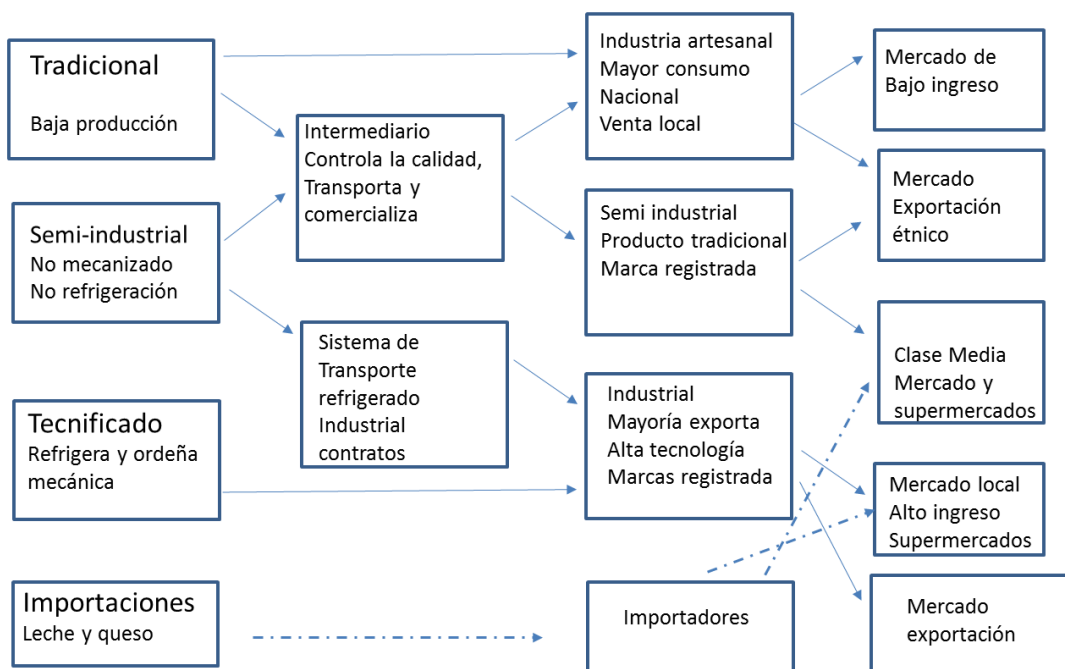 Tradicional
Baja producción
Semi-industrial
No mecanizado
No refrigeración
Tecnificado
Refrigera y ordeña
mecánica
Importaciones
Leche y queso
Intermediario
Controla la calidad,
Transporta y
comercializa
Sistema de
Transporte
refrigerado
Industrial
contratos
Industria artesanal
Mayor consumo
Nacional
Venta local
Semi industrial
Producto tradicional
Marca registrada
Industrial
Mayoría exporta
Alta tecnología
Marcas registrada
Importadores
Mercado de
Bajo ingreso
Mercado
Exportación
étnico
Clase Media
Mercado y
supermercados
Mercado local
Alto ingreso
Supermercados
Mercado
exportación